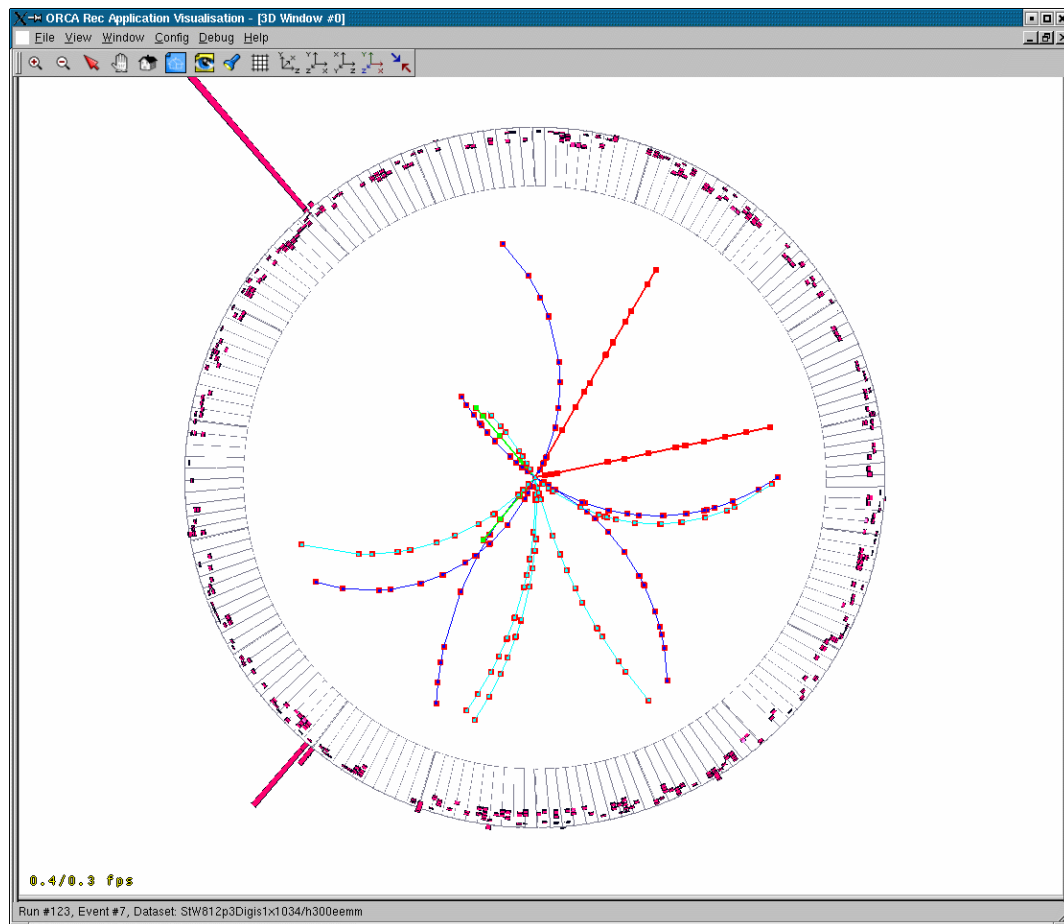 ORCA Rec Application Visualisation - [3D Window #0]
File View Window Config Debug Help
0.4/0.3 fps
Run #123, Event #7, Dataset: StW812p3Digis1x1034/h300eemm